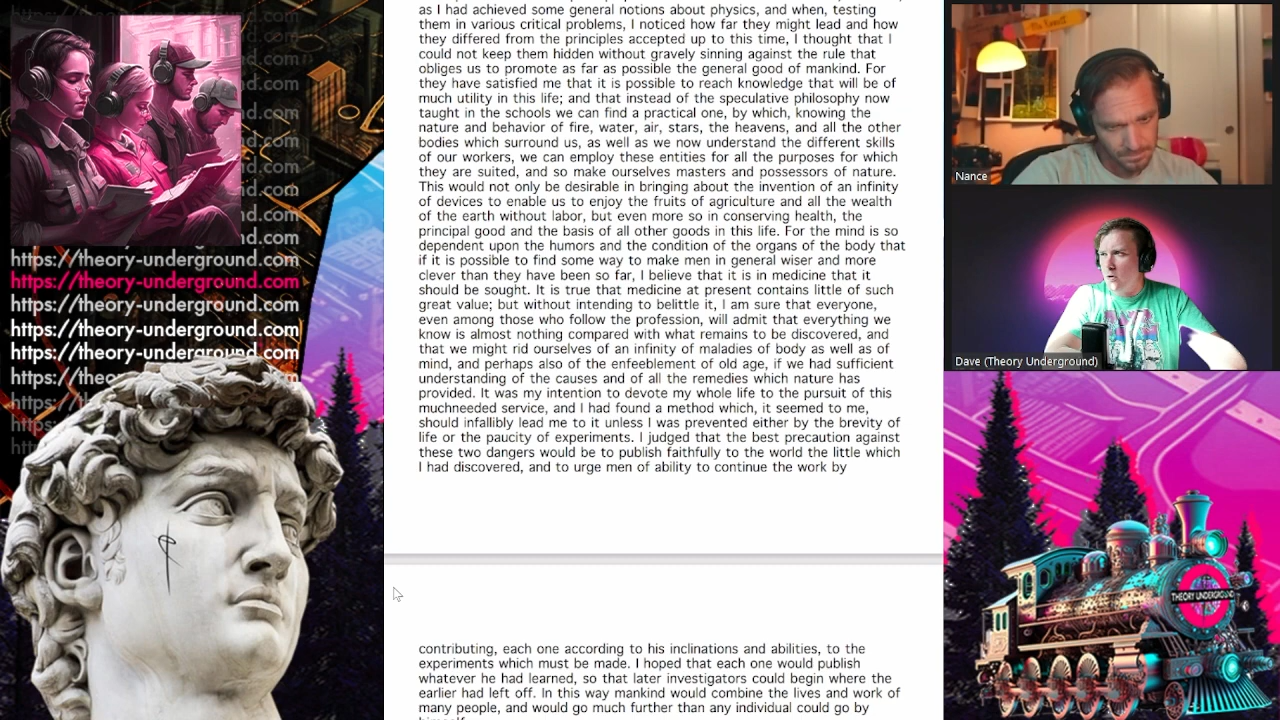 https://theory-underground.com
https://theory-underground.com
https://theory-underground.com
https://theory-underground.com
https://theory-underground.com
as I had achieved some general notions about physics, and when, testing
them in various critical problems, I noticed how far they might lead and how
they differed from the principles accepted up to this time, I thought that I
could not keep them hidden without gravely sinning against the rule that
obliges us to promote as far as possible the general good of mankind. For
they have satisfied me that it is possible to reach knowledge that will be of
much utility in this life; and that instead of the speculative philosophy now
taught in the schools we can find a practical one, by which, knowing the
nature and behavior of fire, water, air, stars, the heavens, and all the other
bodies which surround us, as well as we now understand the different skills
of our workers, we can employ these entities for all the purposes for which
they are suited, and so make ourselves masters and possessors of nature.
This would not only be desirable in bringing about the invention of an infinity
of devices to enable us to enjoy the fruits of agriculture and all the wealth
of the earth without labor, but even more so in conserving health, the
principal good and the basis of all other goods in this life. For the mind is so
dependent upon the humors and the condition of the organs of the body that
if it is possible to find some way to make men in general wiser and more
clever than they have been so far, I believe that it is in medicine that it
should be sought. It is true that medicine at present contains little of such
great value; but without intending to belittle it, I am sure that everyone,
even among those who follow the profession, will admit that everything we
know is almost nothing compared with what remains to be discovered, and
that we might rid ourselves of an infinity of maladies of body as well as of
mind, and perhaps also of the enfeeblement of old age, if we had sufficient
understanding of the causes and of all the remedies which nature has
provided. It was my intention to devote my whole life to the pursuit of this
muchneeded service, and I had found a method which, it seemed to me,
should infallibly lead me to it unless I was prevented either by the brevity of
life or the paucity of experiments. I judged that the best precaution against
these two dangers would be to publish faithfully to the world the little which
I had discovered, and to urge men of ability to continue the work by
contributing, each one according to his inclinations and abilities, to the
experiments which must be made. I hoped that each one would publish
whatever he had learned, so that later investigators could begin where the
earlier had left off. In this way mankind would combine the lives and work of
many people, and would go much further than any individual could go by
Nance
Dave (Theory Underground)
THEORY UNDERGROUND